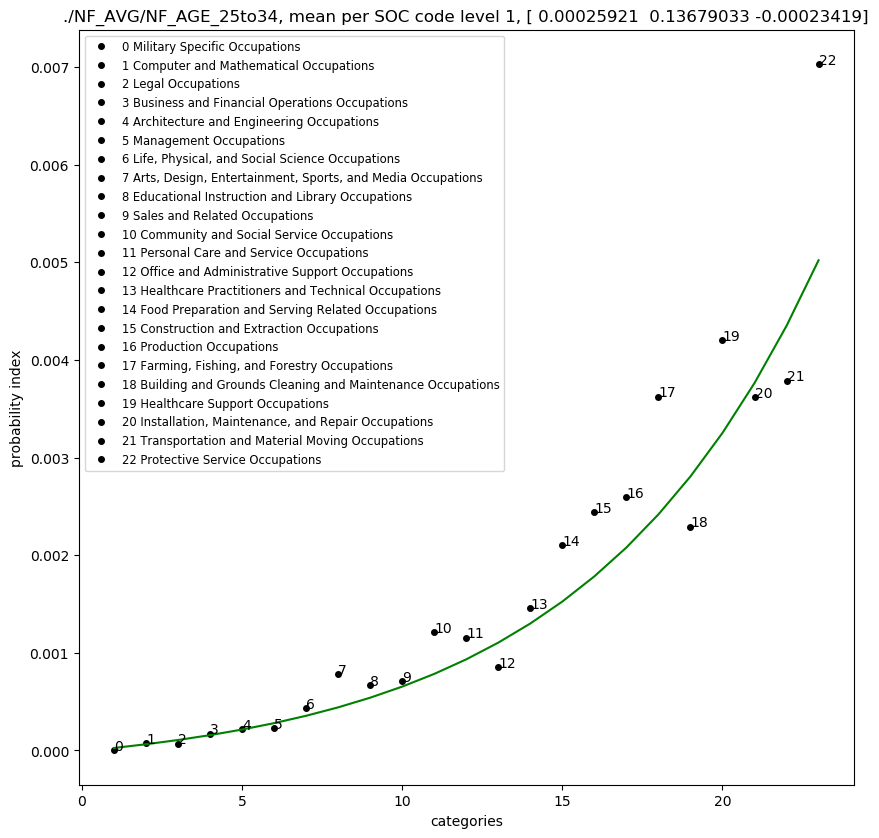 ./NF_AVG/NF_AGE_25to34, mean per SOC code level 1, [ 0.00025921  0.13679033 -0.00023419]
0 Military Specific Occupations
1 Computer and Mathematical Occupations
2 Legal Occupations
3 Business and Financial Operations Occupations
4 Architecture and Engineering Occupations
5 Management Occupations
6 Life, Physical, and Social Science Occupations
7 Arts, Design, Entertainment, Sports, and Media Occupations
8 Educational Instruction and Library Occupations
9 Sales and Related Occupations
10 Community and Social Service Occupations
11 Personal Care and Service Occupations
12 Office and Administrative Support Occupations
13 Healthcare Practitioners and Technical Occupations
14 Food Preparation and Serving Related Occupations
15 Construction and Extraction Occupations
16 Production Occupations
17 Farming, Fishing, and Forestry Occupations
18 Building and Grounds Cleaning and Maintenance Occupations
19 Healthcare Support Occupations
20 Installation, Maintenance, and Repair Occupations
21 Transportation and Material Moving Occupations
22 Protective Service Occupations
0.007
0.006
0.005
0.004
0.003
0.002
0.001
0.000
probability index
0
1
2
3
4
5
6
7
8
9
10
11
12
13
14
15
16
17
18
19
20
21
22
0
5
10
15
20
categories